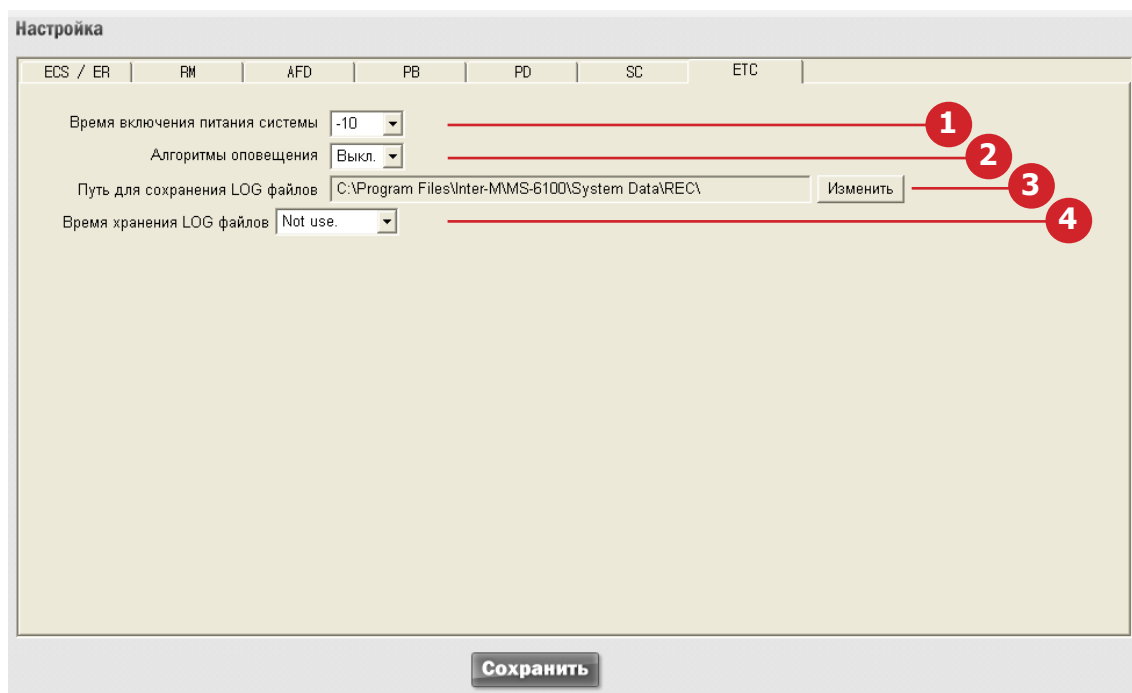 Настройка
ECS / ER RM AFD PB PD SC ETC
Время включения питания системы -10 1
Алгоритмы оповещения Выкл. 2
Путь для сохранения LOG файлов C:\Program Files\Inter-M\MS-6100\System Data\REC\ Изменить 3
Время хранения LOG файлов Not use. 4
Сохранить